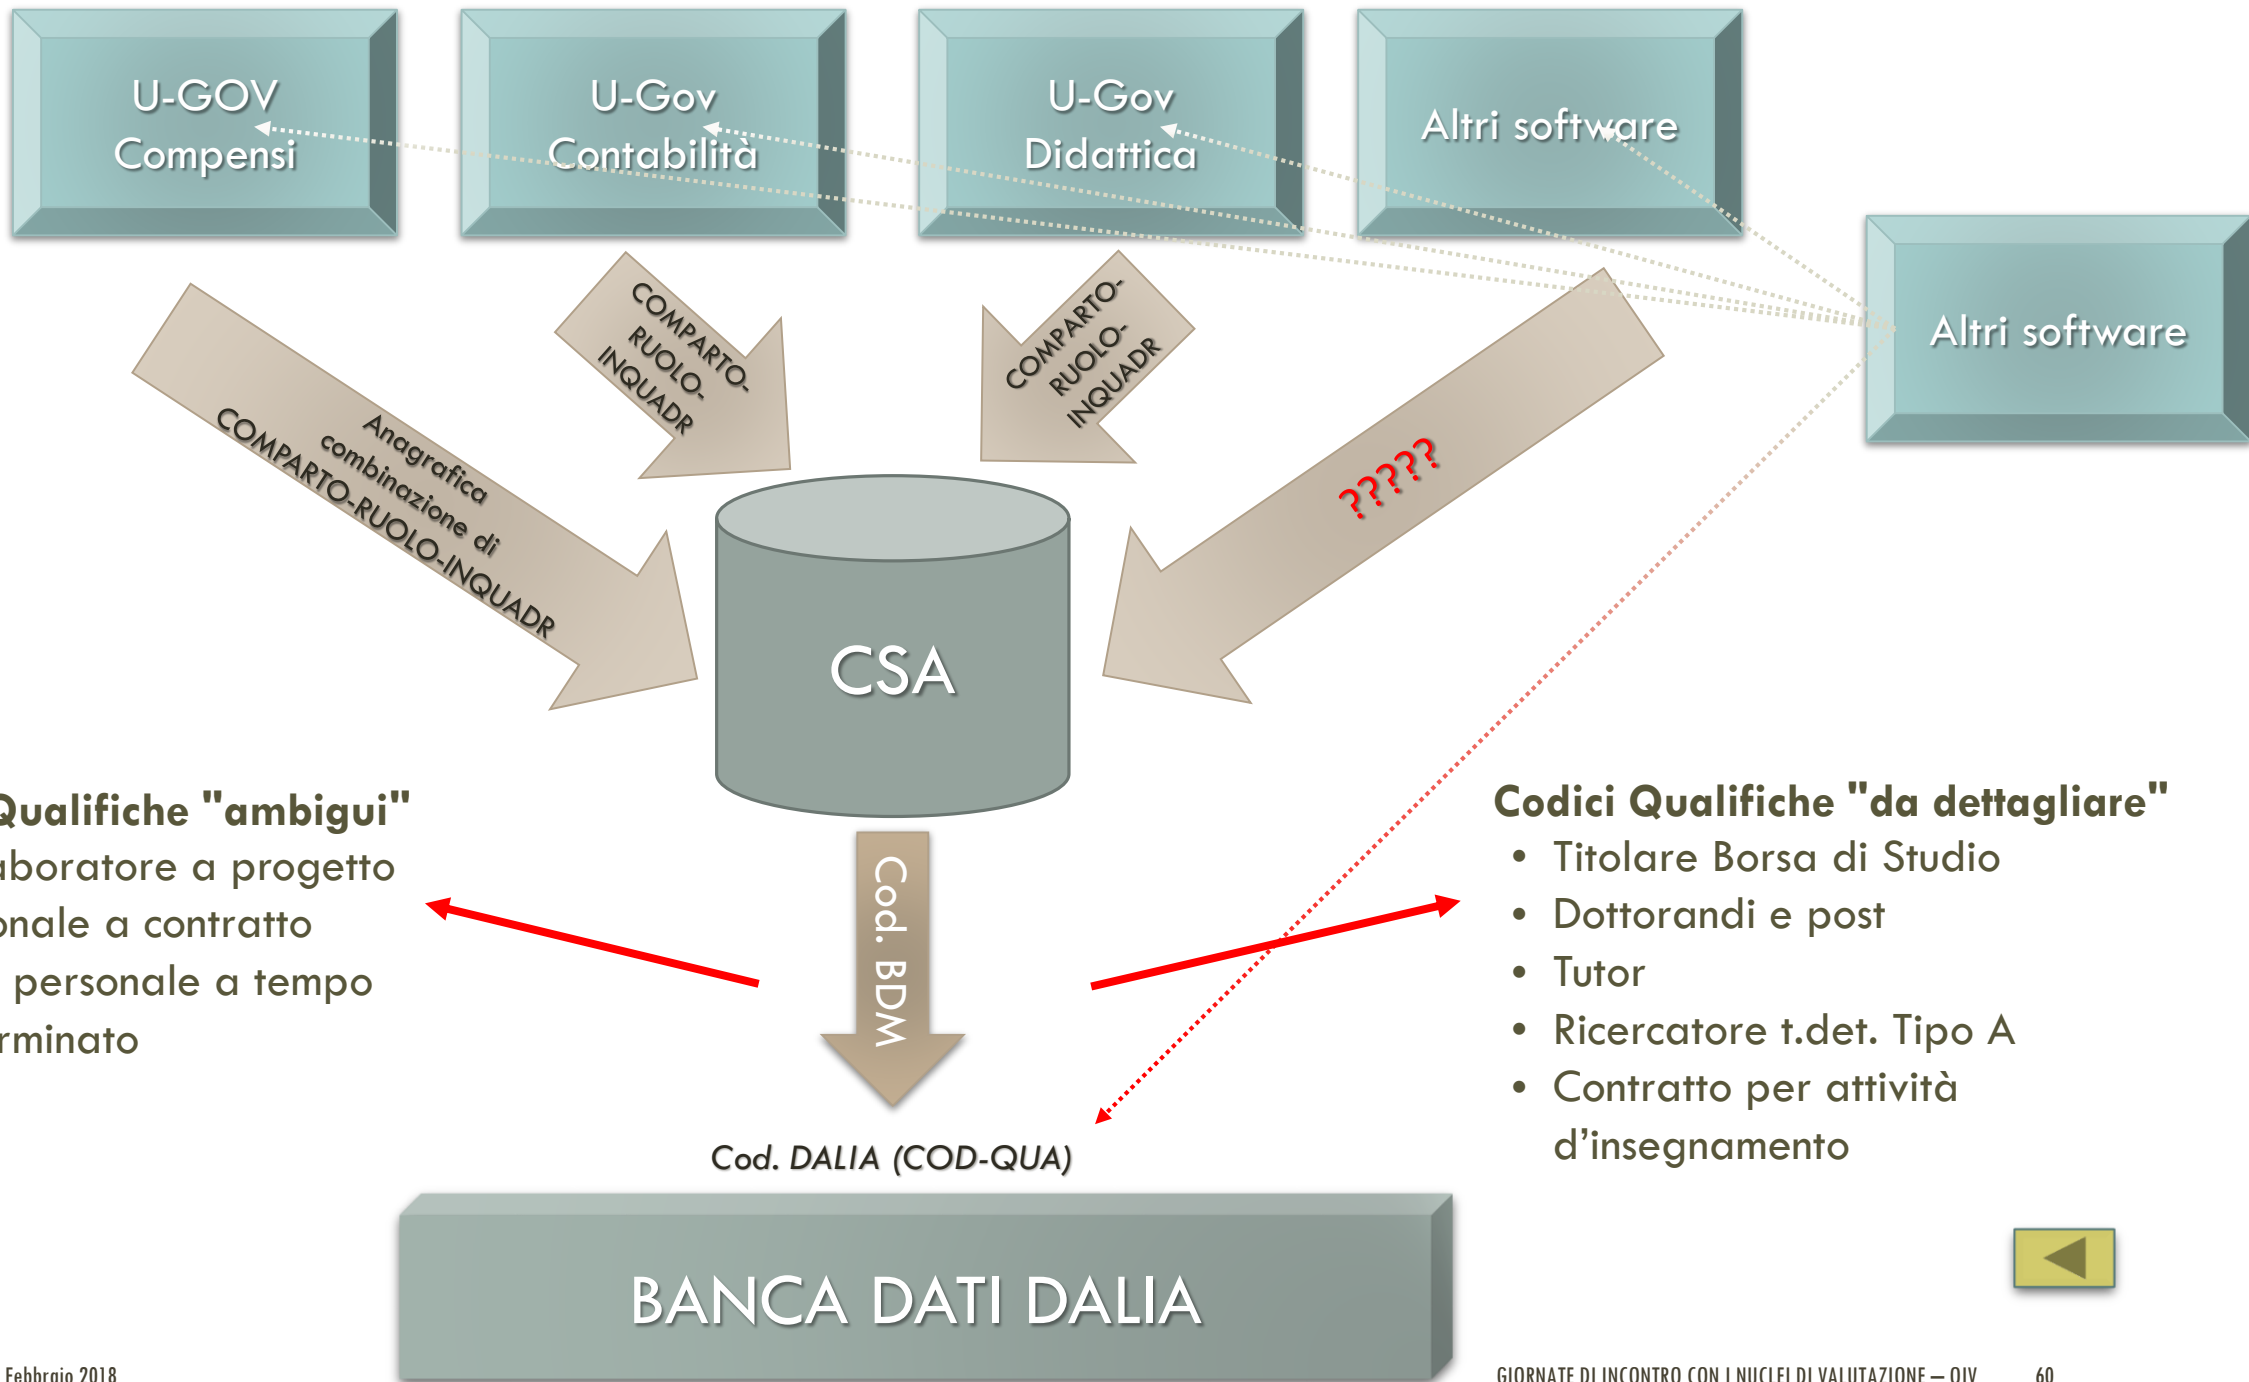 U-GOV
Compensi
U-Gov
Contabilità
U-Gov
Didattica
Altri software
Altri software
Anagrafica
combinazione di
COMPARTO-RUOLO-INQUADR
COMPARTO-
RUOLO-
INQUADR
COMPARTO-
RUOLO-
INQUADR
?????
CSA
Qualifiche "ambigui"
aboratore a progetto
onale a contratto
personale a tempo
rminato
Cod. BDM
Codici Qualifiche "da dettagliare"
• Titolare Borsa di Studio
• Dottorandi e post
• Tutor
• Ricercatore t.det. Tipo A
• Contratto per attività
d’insegnamento
Cod. DALIA (COD-QUA)
BANCA DATI DALIA
Febbraio 2018
GIORNATE DI INCONTRO CON I NUCLEI DI VALUTAZIONE – OIV
60